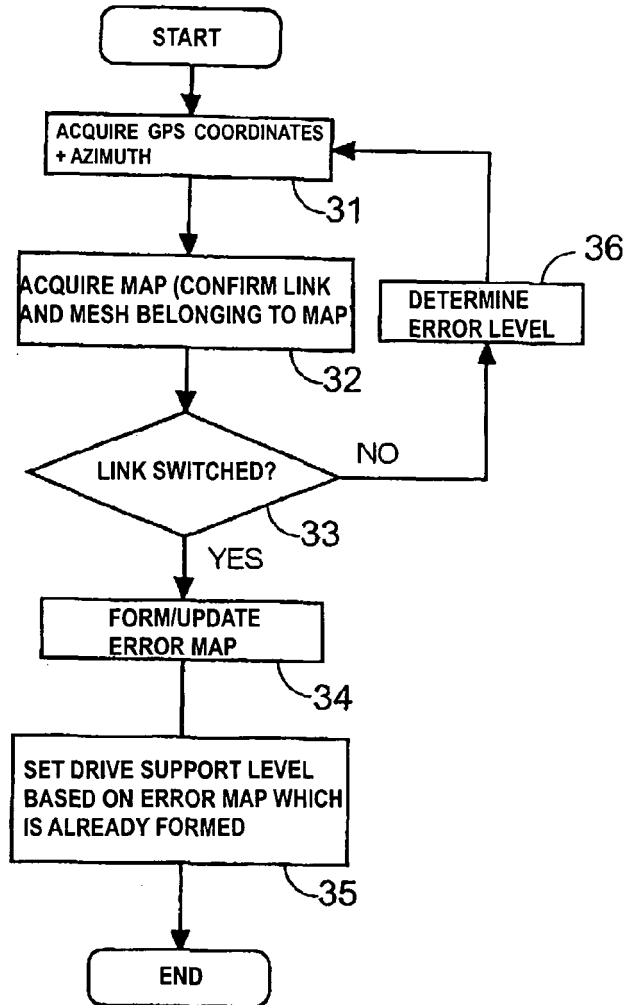 START
ACQUIRE GPS COORDINATES
+ AZIMUTH
31
ACQUIRE MAP (CONFIRM LINK
AND MESH BELONGING TO MAP
32
36
DETERMINE
ERROR LEVEL
LINK SWITCHED?
NO
33
YES
FORM/UPDATE
ERROR MAP
34
SET DRIVE SUPPORT LEVEL
BASED ON ERROR MAP WHICH
IS ALREADY FORMED
35
END